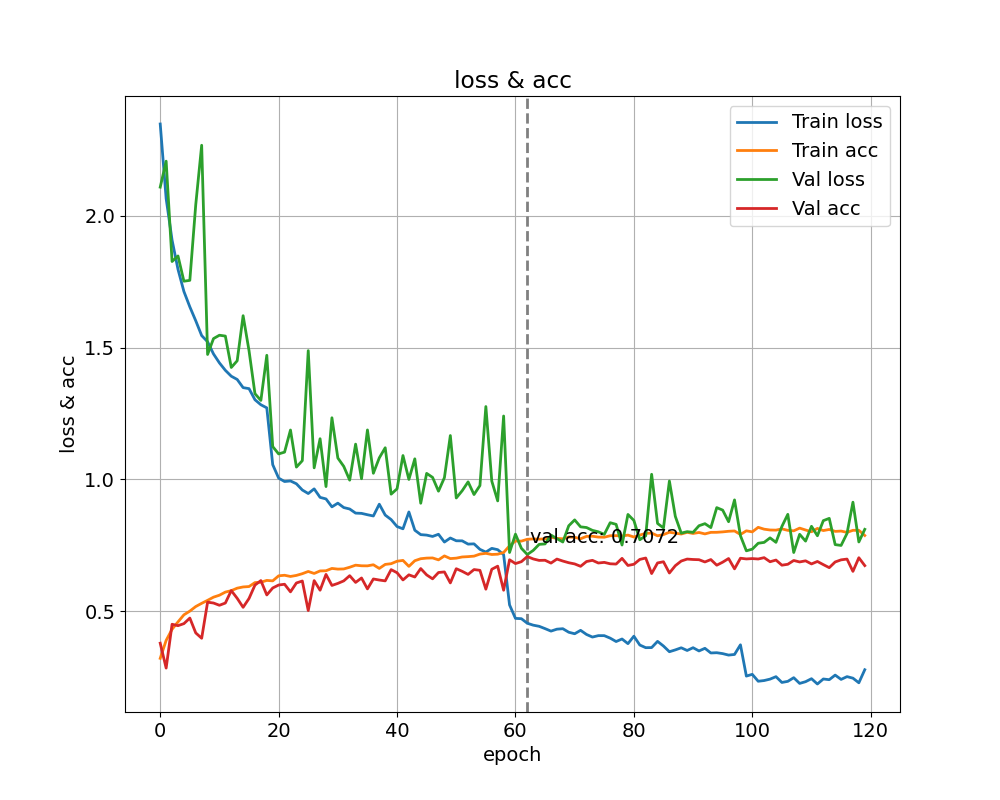 loss & acc
Train loss
Train acc
Val loss
Val acc
2.0
1.5
1.0
0.5
loss & acc
val acc: 0.7072
0 20 40 60 80 100 120
epoch